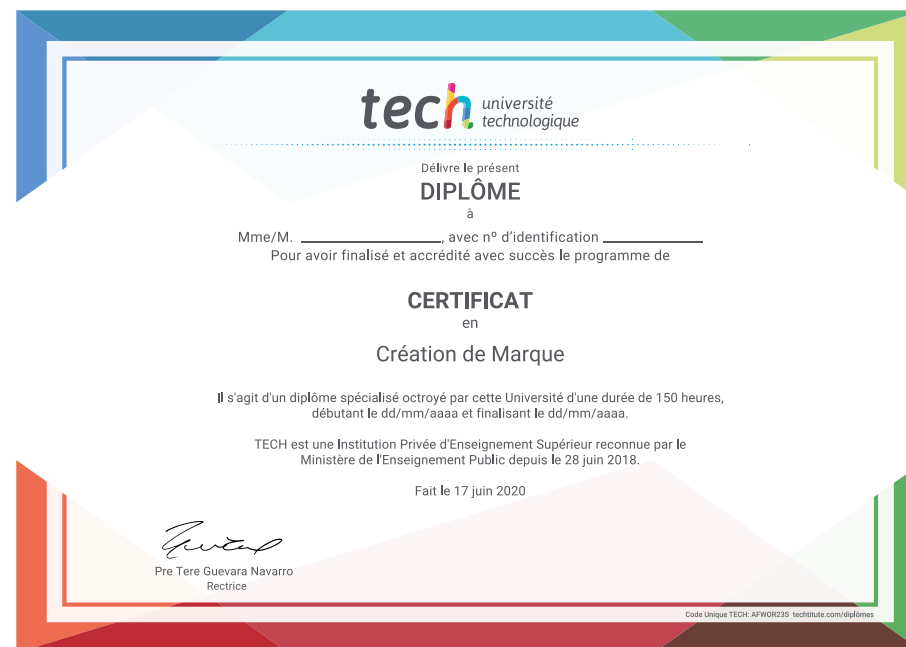 tech université
technologique
Délivre le présent
DIPLÔME
à
Mme/M. ____________________, avec nº d'identification ______________
Pour avoir finalisé et accrédité avec succès le programme de
CERTIFICAT
en
Création de Marque
Il s'agit d'un diplôme spécialisé octroyé par cette Université d'une durée de 150 heures,
débutant le dd/mm/aaaa et finalisant le dd/mm/aaaa.
TECH est une Institution Privée d'Enseignement Supérieur reconnue par le
Ministère de l'Enseignement Public depuis le 28 juin 2018.
Fait le 17 juin 2020
Pre Tere Guevara Navarro
Rectrice
Code Unique TECH: AFWOR23S techtitute.com/diplômes